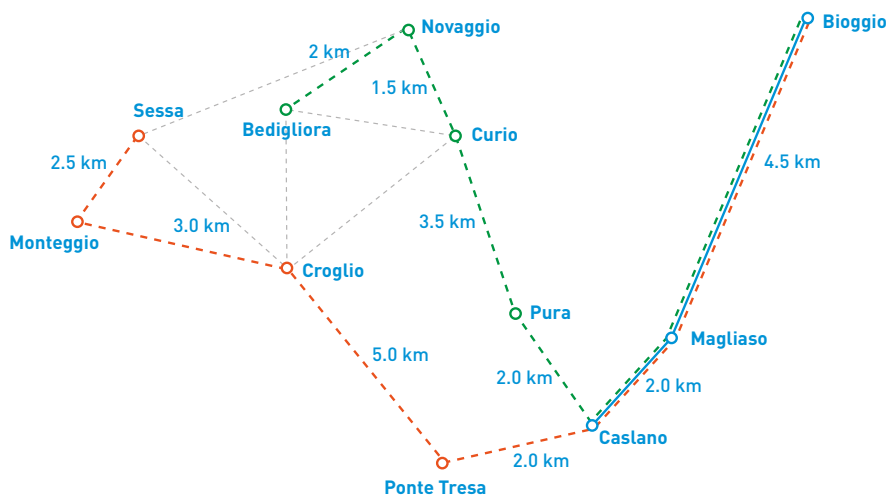 Bioggio
Novaggio
2 km
1.5 km
Sessa
Bedigliora
Curio
2.5 km
4.5 km
3.0 km
3.5 km
Monteggio
Croglio
Pura
Magliaso
5.0 km
2.0 km
2.0 km
Caslano
2.0 km
Ponte Tresa